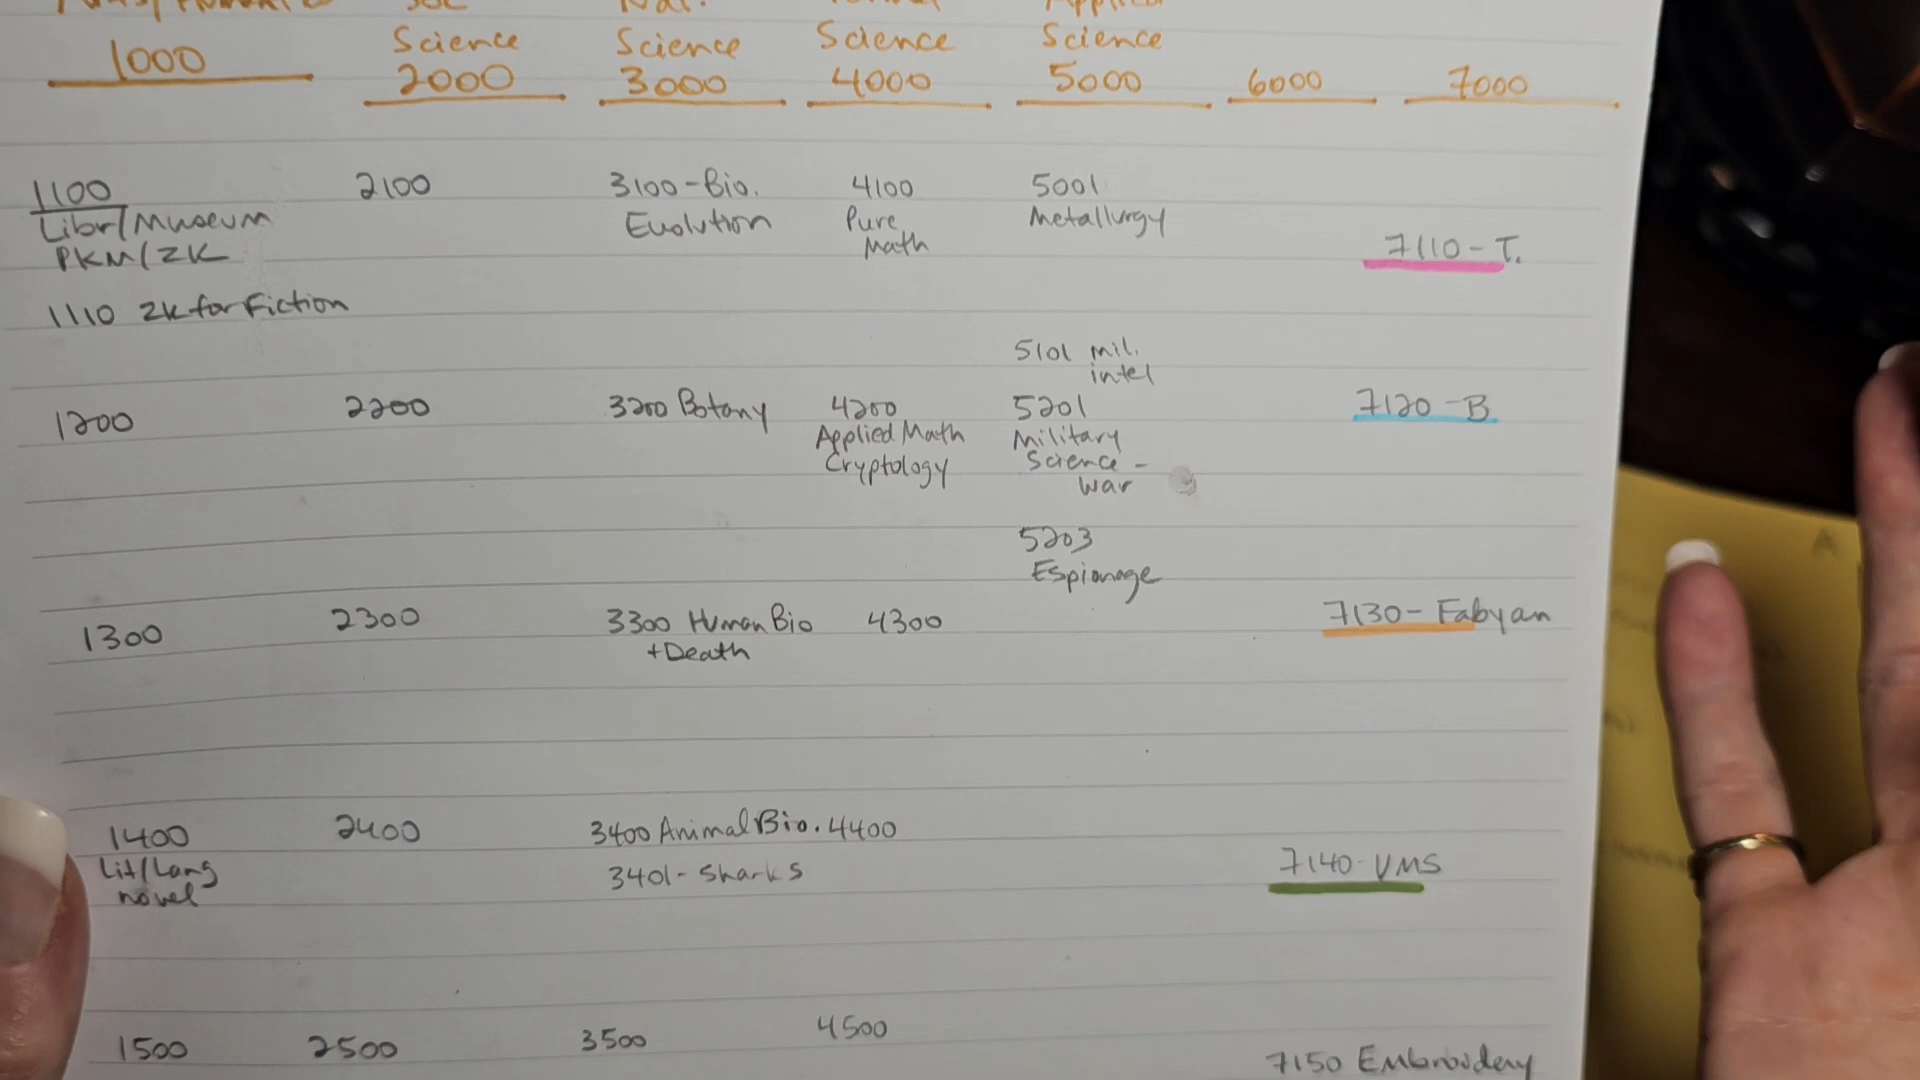 Science
Science
Science
Science
1000
2000
3000
4000
5000
6000
7000
1100
2100
3100-Bio.
4100
5001
Libr/Museum
Evolution
Pure
Metallurgy
PKM/ZK
Math
7110-T.
1110 ZK for Fiction
5101 mil.
intel
1200
2200
3200 Botany
4200
5201
7120-B
Applied Math
Military
Cryptology
Science -
war
5203
Espionage
1300
2300
3300 Human Bio
4300
7130-Fabyan
+Death
1400
2400
3400 Animal Bio.
4400
Lit/Lang
3401-Sharks
7140-VMS
novel
1500
2500
3500
4500
7150 Embroidery